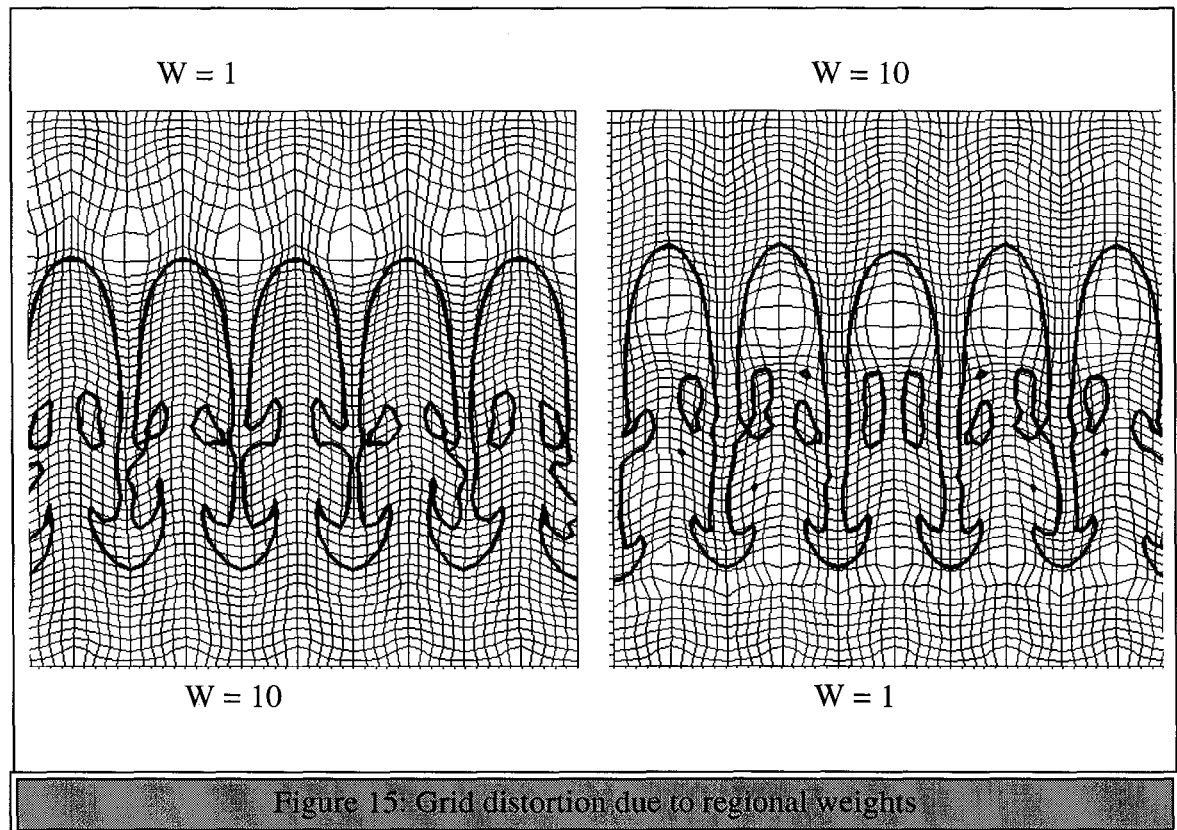 W = 1
W = 10
W = 10
W = 1
Figure 15: Grid distortion due to regional weights